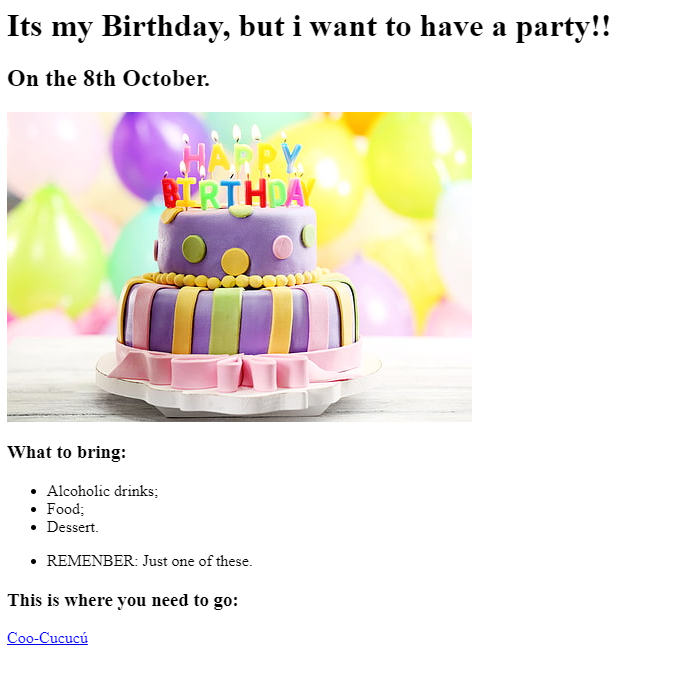 Its my Birthday, but i want to have a party!!
On the 8th October.
HAPPY
BIRTHDAY
What to bring:
Alcoholic drinks;
Food;
Dessert.
REMENBER: Just one of these.
This is where you need to go:
Coo-Cucucú